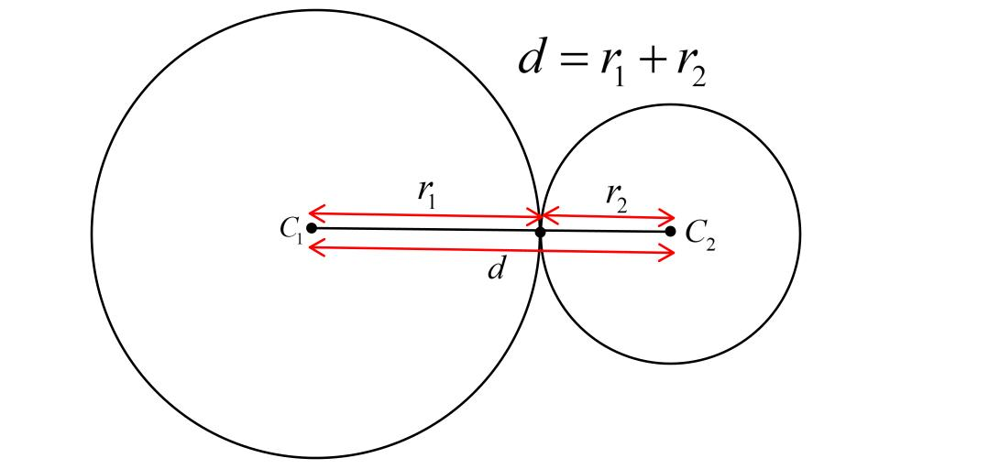 d = r₁ + r₂
r₁
r₂
C₁
C₂
d